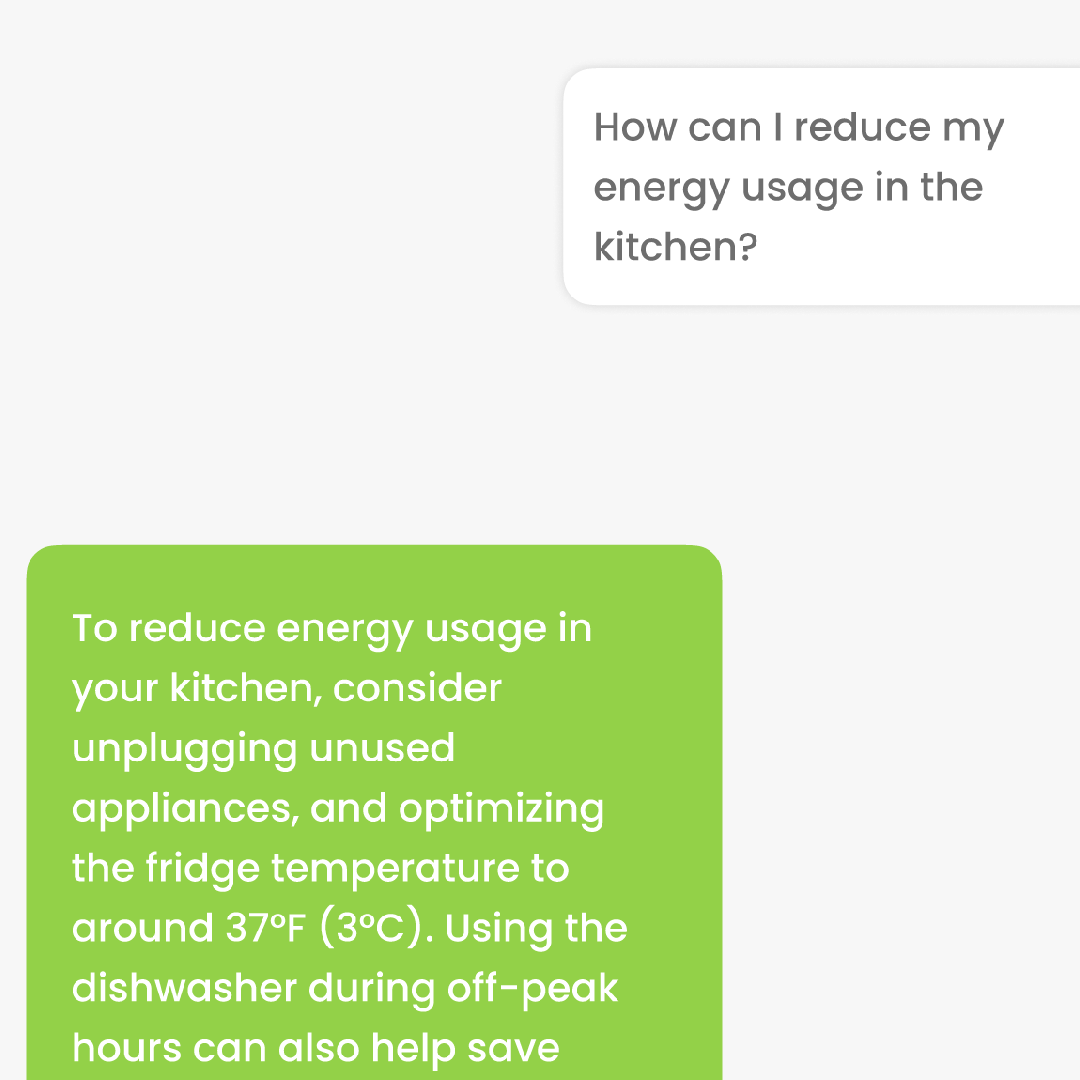 How can I reduce my
energy usage in the
kitchen?
To reduce energy usage in
your kitchen, consider
unplugging unused
appliances, and optimizing
the fridge temperature to
around 37°F (3°C). Using the
dishwasher during off-peak
hours can also help save